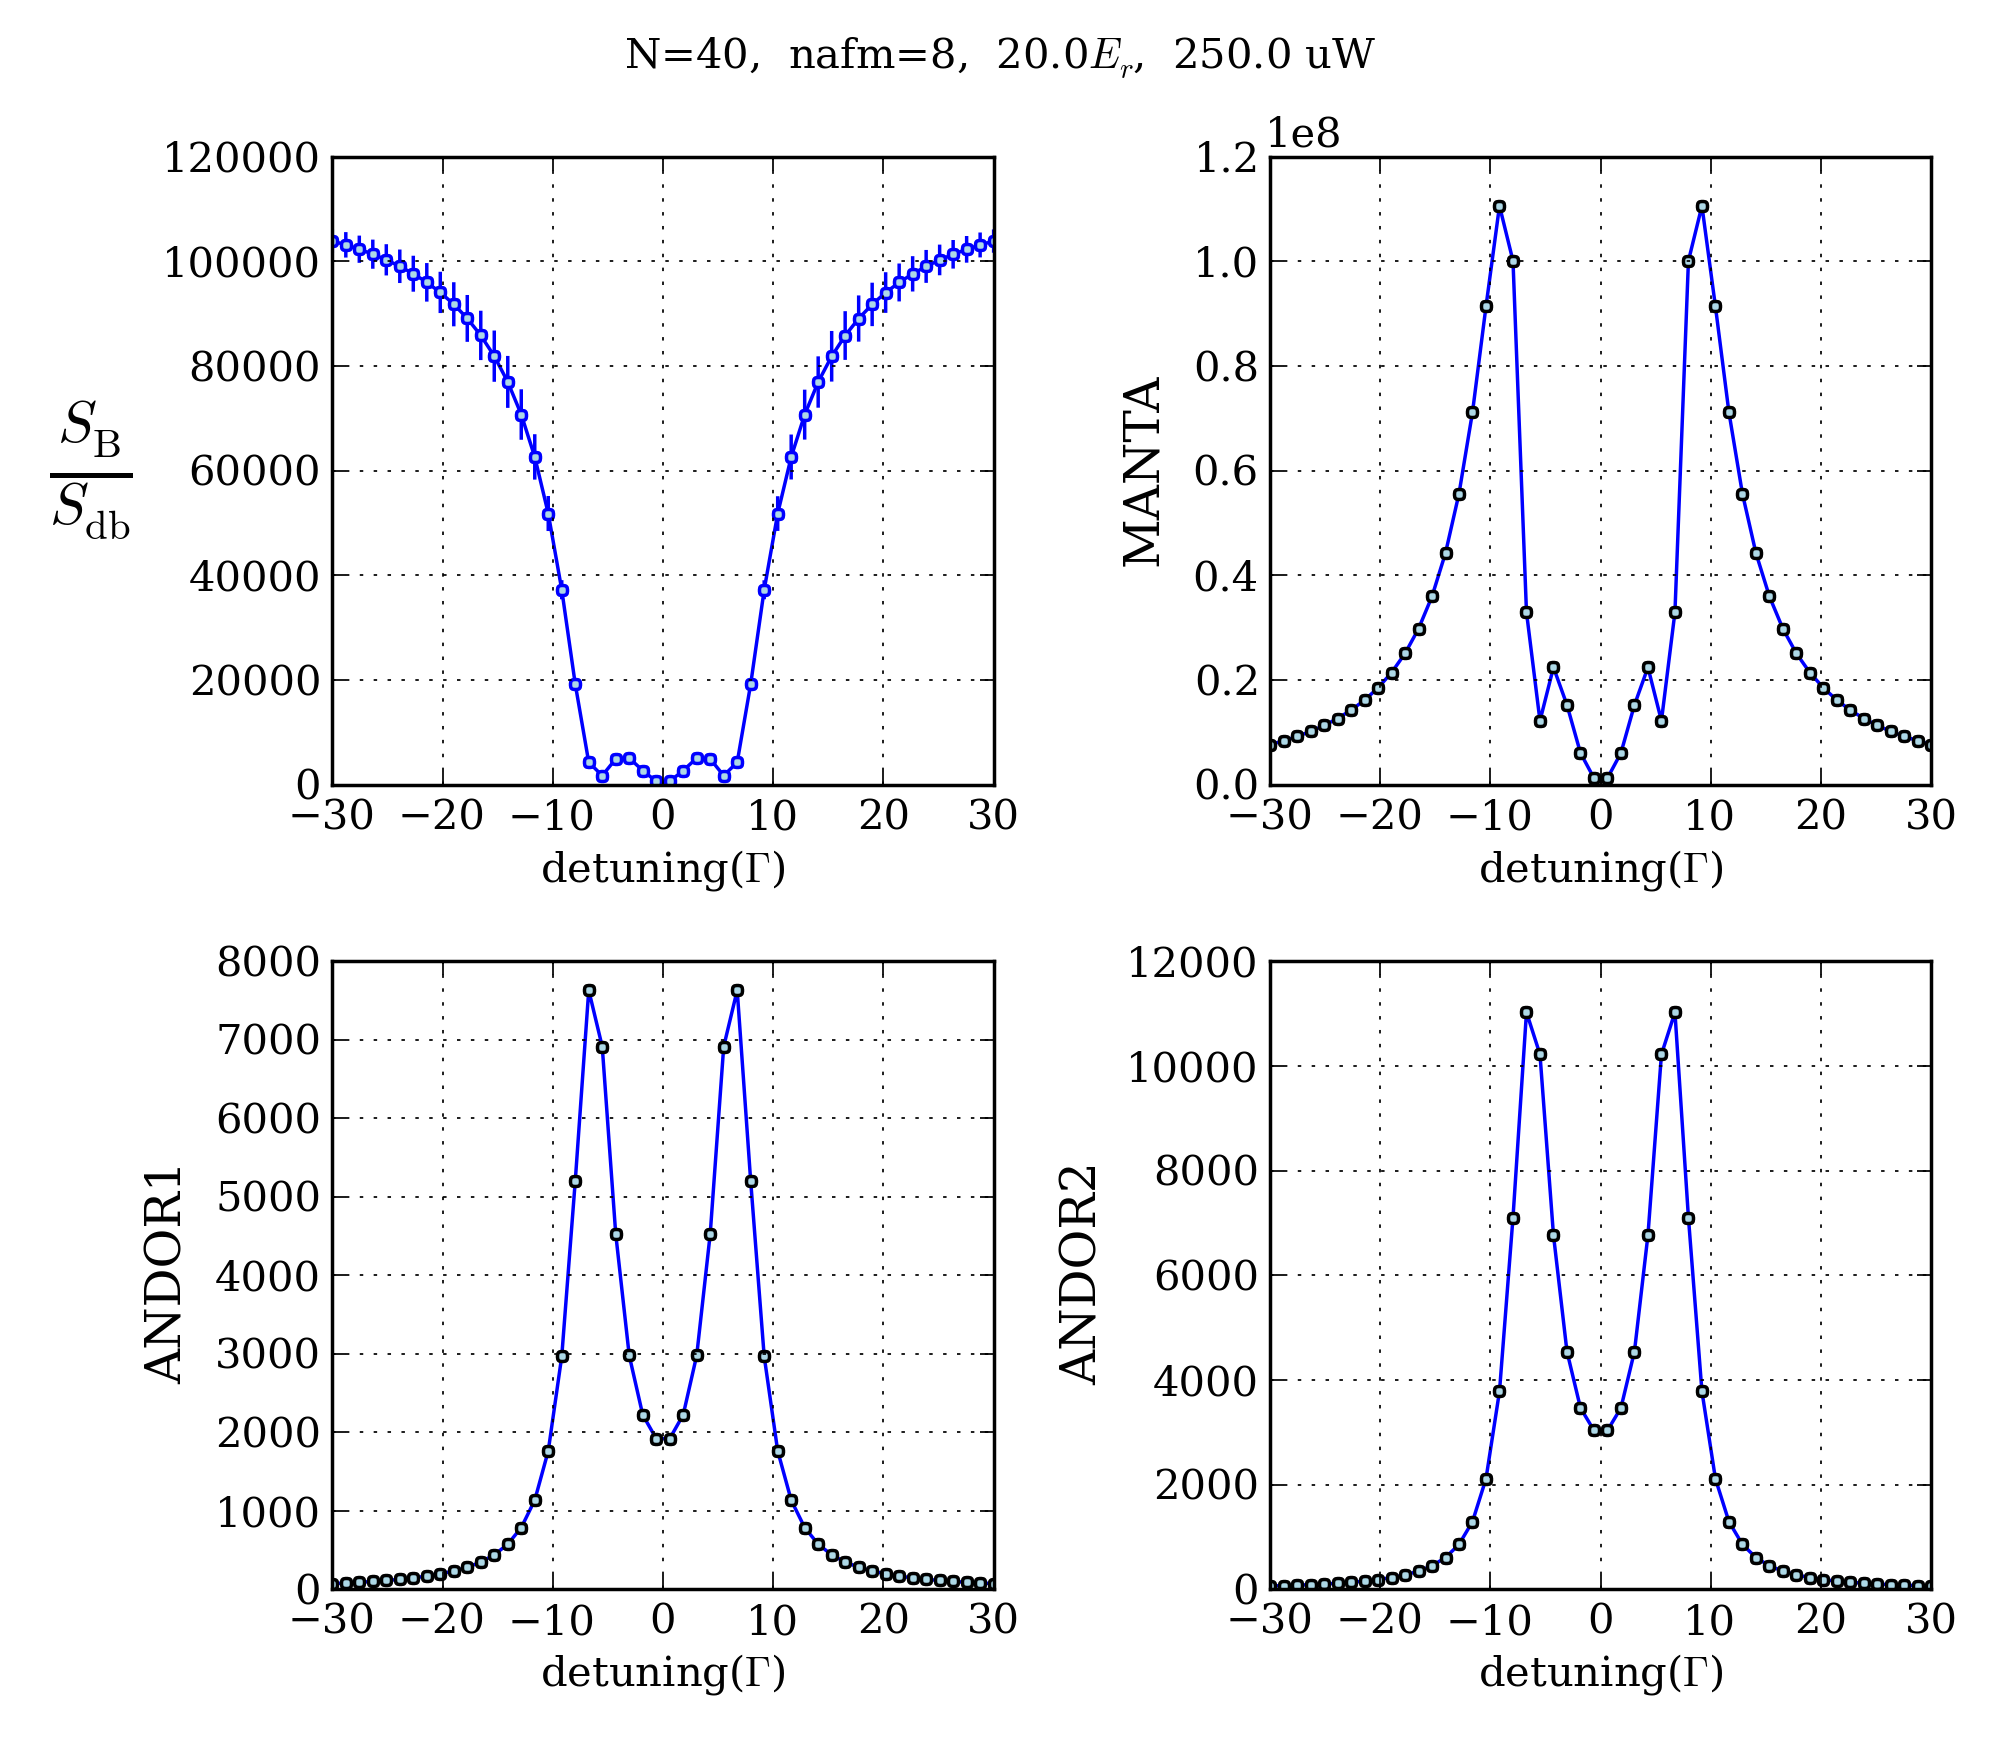 N=40, nafm=8, 20.0E_r, 250.0 uW
120000
100000
80000
60000
40000
20000
0
S_B
S_db
−30 −20 −10 0 10 20 30
detuning(Γ)
1e8
1.2
1.0
0.8
0.6
0.4
0.2
0.0
MANTA
−30 −20 −10 0 10 20 30
detuning(Γ)
8000
7000
6000
5000
4000
3000
2000
1000
0
ANDOR1
−30 −20 −10 0 10 20 30
detuning(Γ)
12000
10000
8000
6000
4000
2000
0
ANDOR2
−30 −20 −10 0 10 20 30
detuning(Γ)